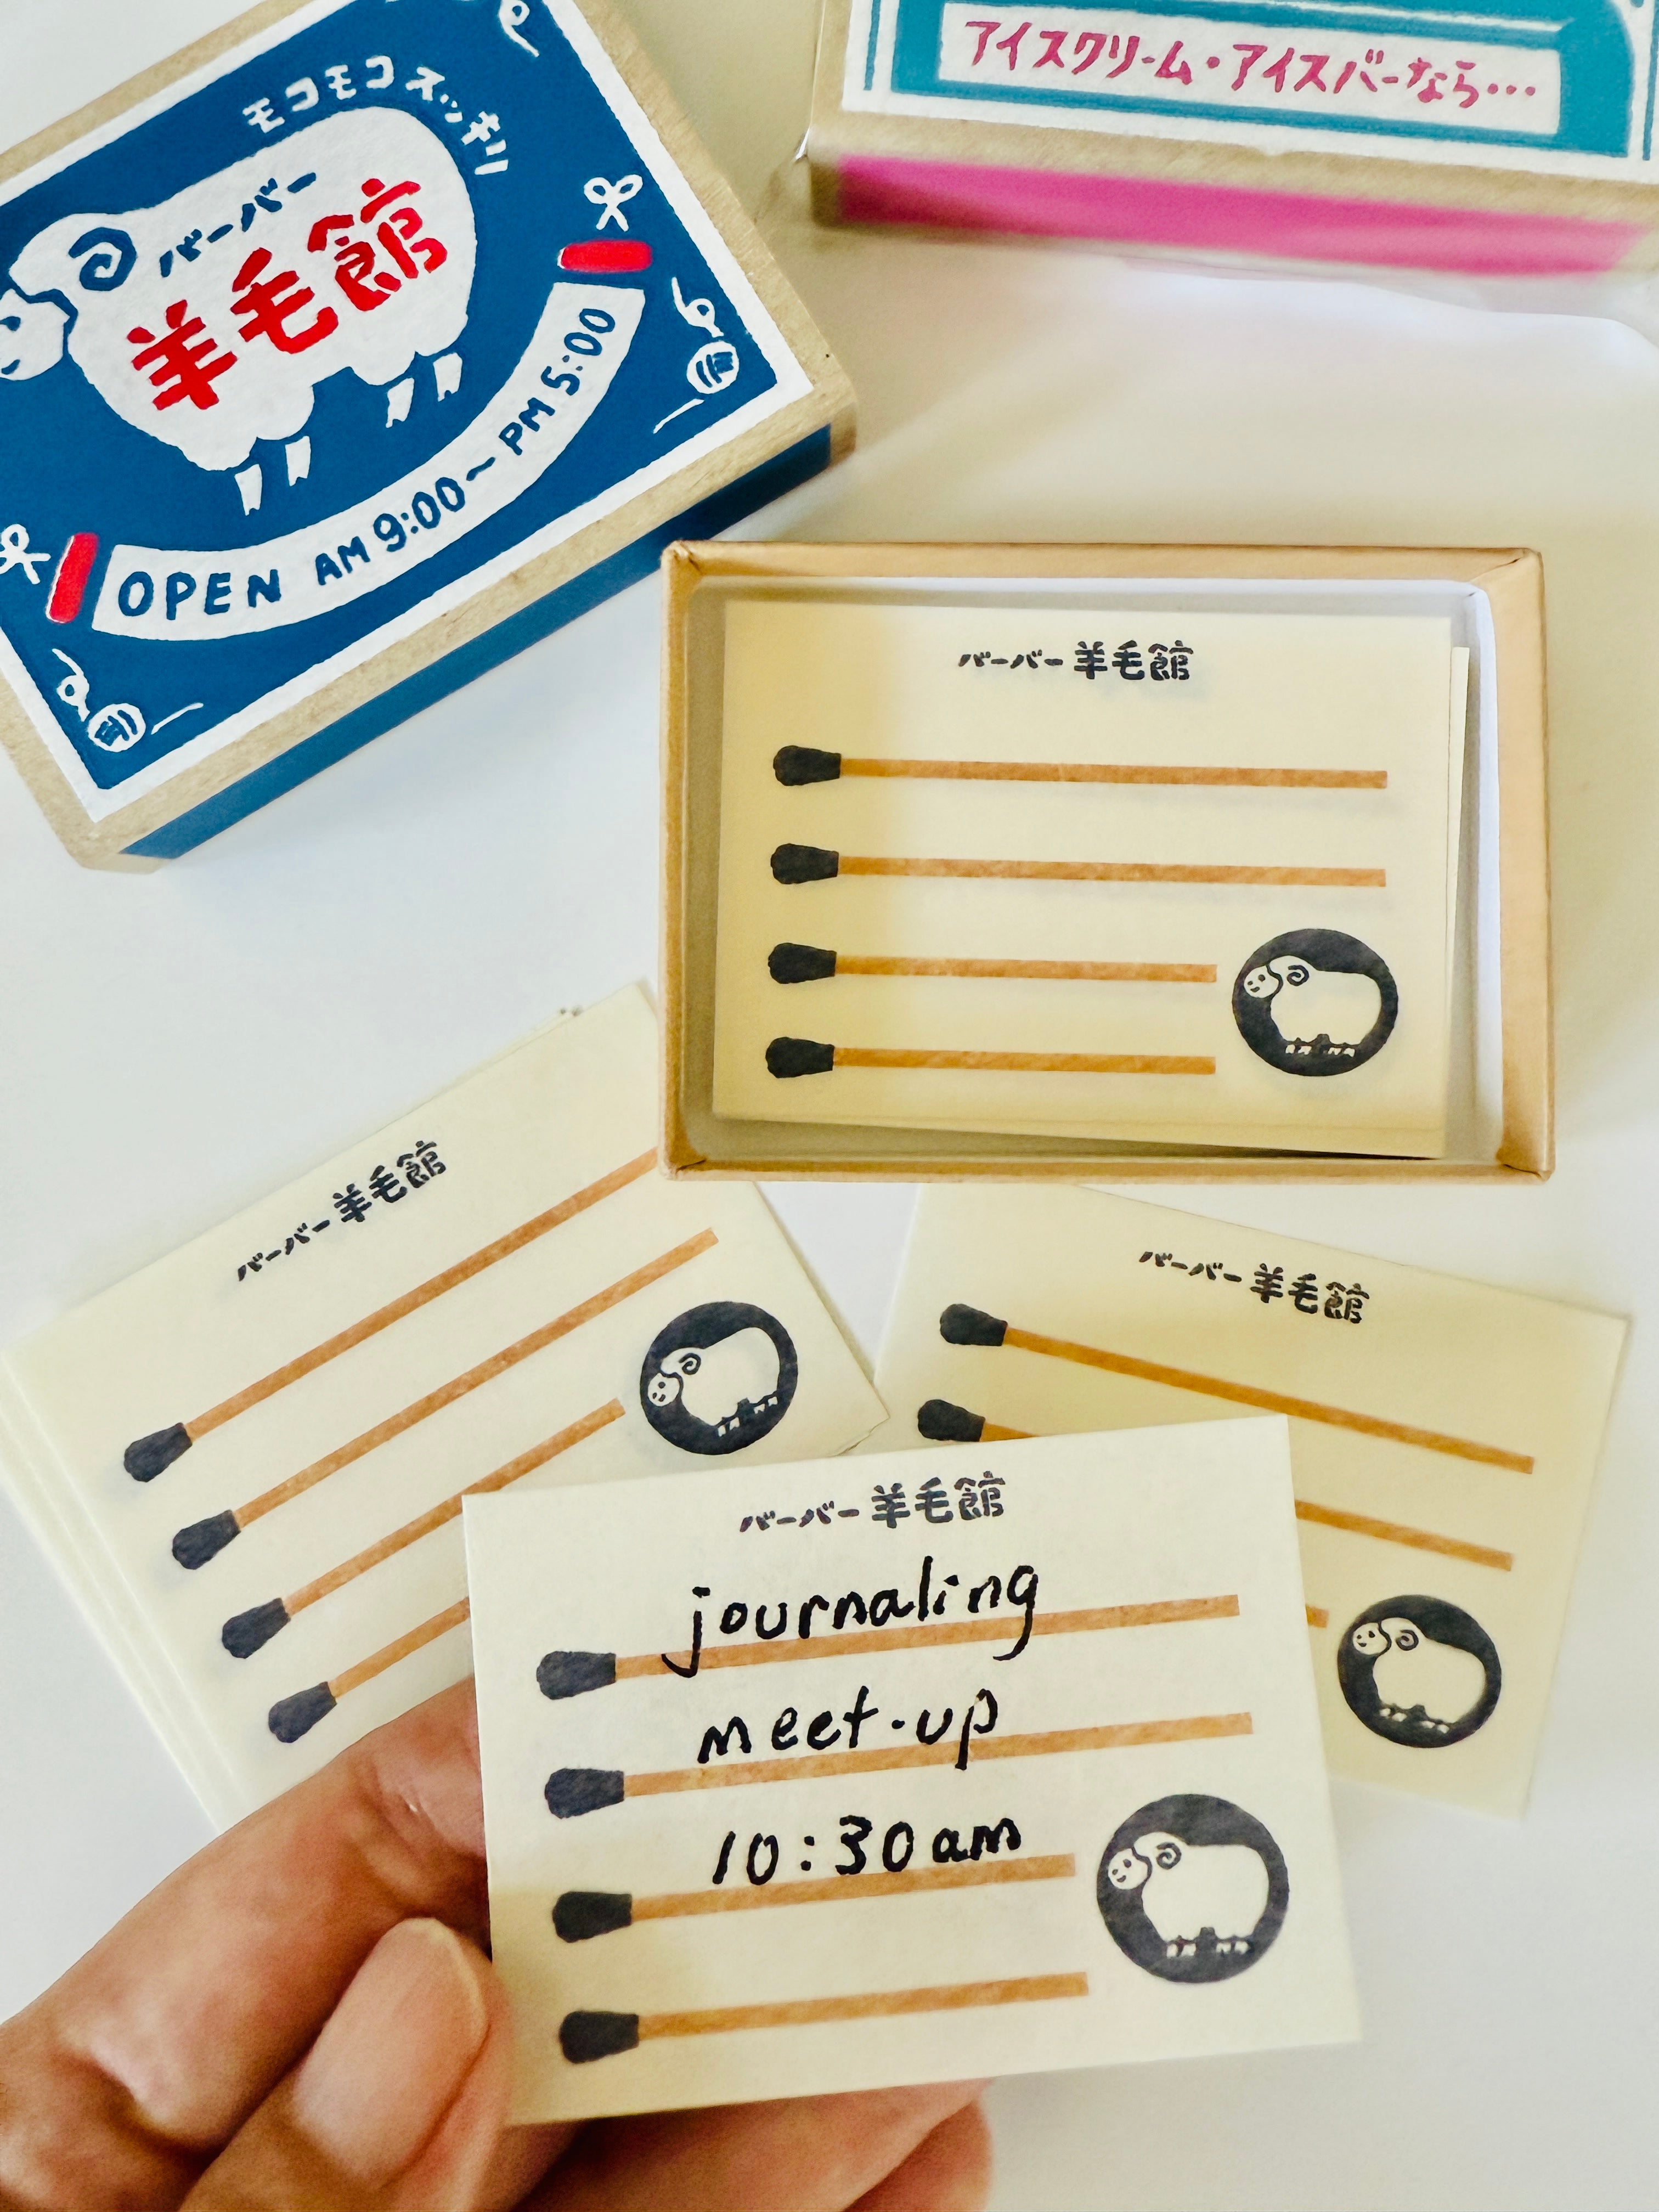 モコモコ スッキリ
バーバー
羊毛館
OPEN AM 9:00~PM 5:00
アイスクリーム・アイスバーなら…
バーバー 羊毛館
バーバー 羊毛館
バーバー 羊毛館
バーバー 羊毛館
journaling
meet-up
10:30am